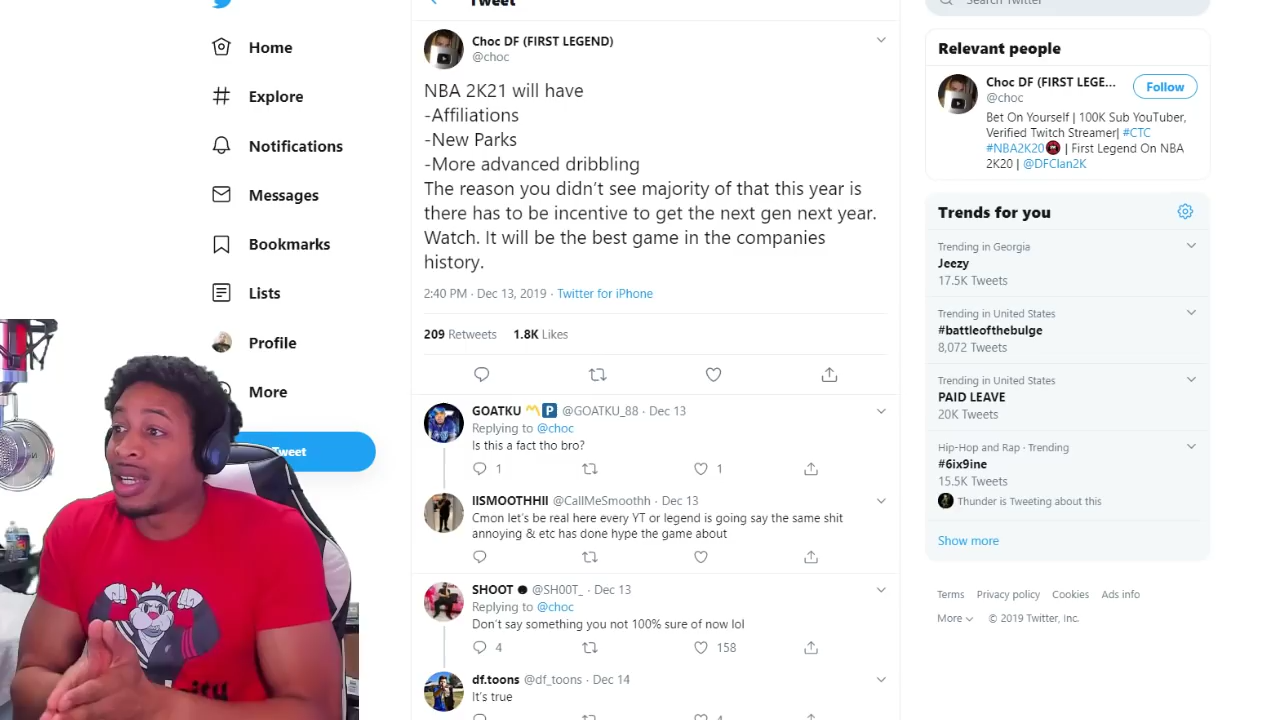 Tweet
Search Twitter
Home
Explore
Notifications
Messages
Bookmarks
Lists
Profile
More
Tweet
Choc DF (FIRST LEGEND)
@choc
NBA 2K21 will have
-Affiliations
-New Parks
-More advanced dribbling
The reason you didn't see majority of that this year is
there has to be incentive to get the next gen next year.
Watch. It will be the best game in the companies
history.
2:40 PM · Dec 13, 2019 · Twitter for iPhone
209 Retweets 1.8K Likes
GOATKU 🅿 @GOATKU_88 · Dec 13
Replying to @choc
Is this a fact tho bro?
1 1
IISMOOTHHII @CallMeSmoothh · Dec 13
Cmon let's be real here every YT or legend is going say the same shit
annoying & etc has done hype the game about
SHOOT @SH00T_ · Dec 13
Replying to @choc
Don't say something you not 100% sure of now lol
4 158
df.toons @df_toons · Dec 14
It's true
4
Relevant people
Choc DF (FIRST LEGE...
Follow
@choc
Bet On Yourself | 100K Sub YouTuber,
Verified Twitch Streamer| #CTC
#NBA2K20 | First Legend On NBA
2K20 | @DFClan2K
Trends for you
Trending in Georgia
Jeezy
17.5K Tweets
Trending in United States
#battleofthebulge
8,072 Tweets
Trending in United States
PAID LEAVE
20K Tweets
Hip-Hop and Rap · Trending
#6ix9ine
15.5K Tweets
Thunder is Tweeting about this
Show more
Terms Privacy policy Cookies Ads info
More © 2019 Twitter, Inc.